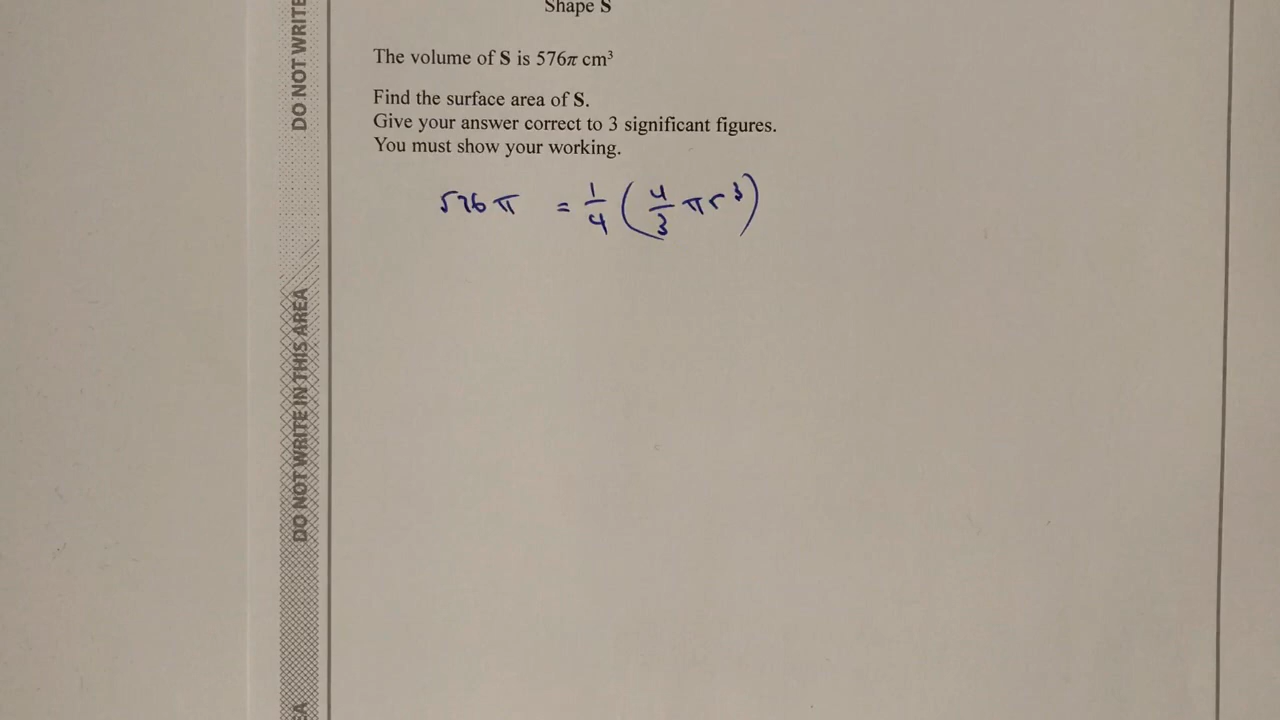 Shape S
The volume of S is 576π cm³
Find the surface area of S.
Give your answer correct to 3 significant figures.
You must show your working.
576π = 1/4 (4/3 πr³)
DO NOT WRITE
DO NOT WRITE IN THIS AREA
EA